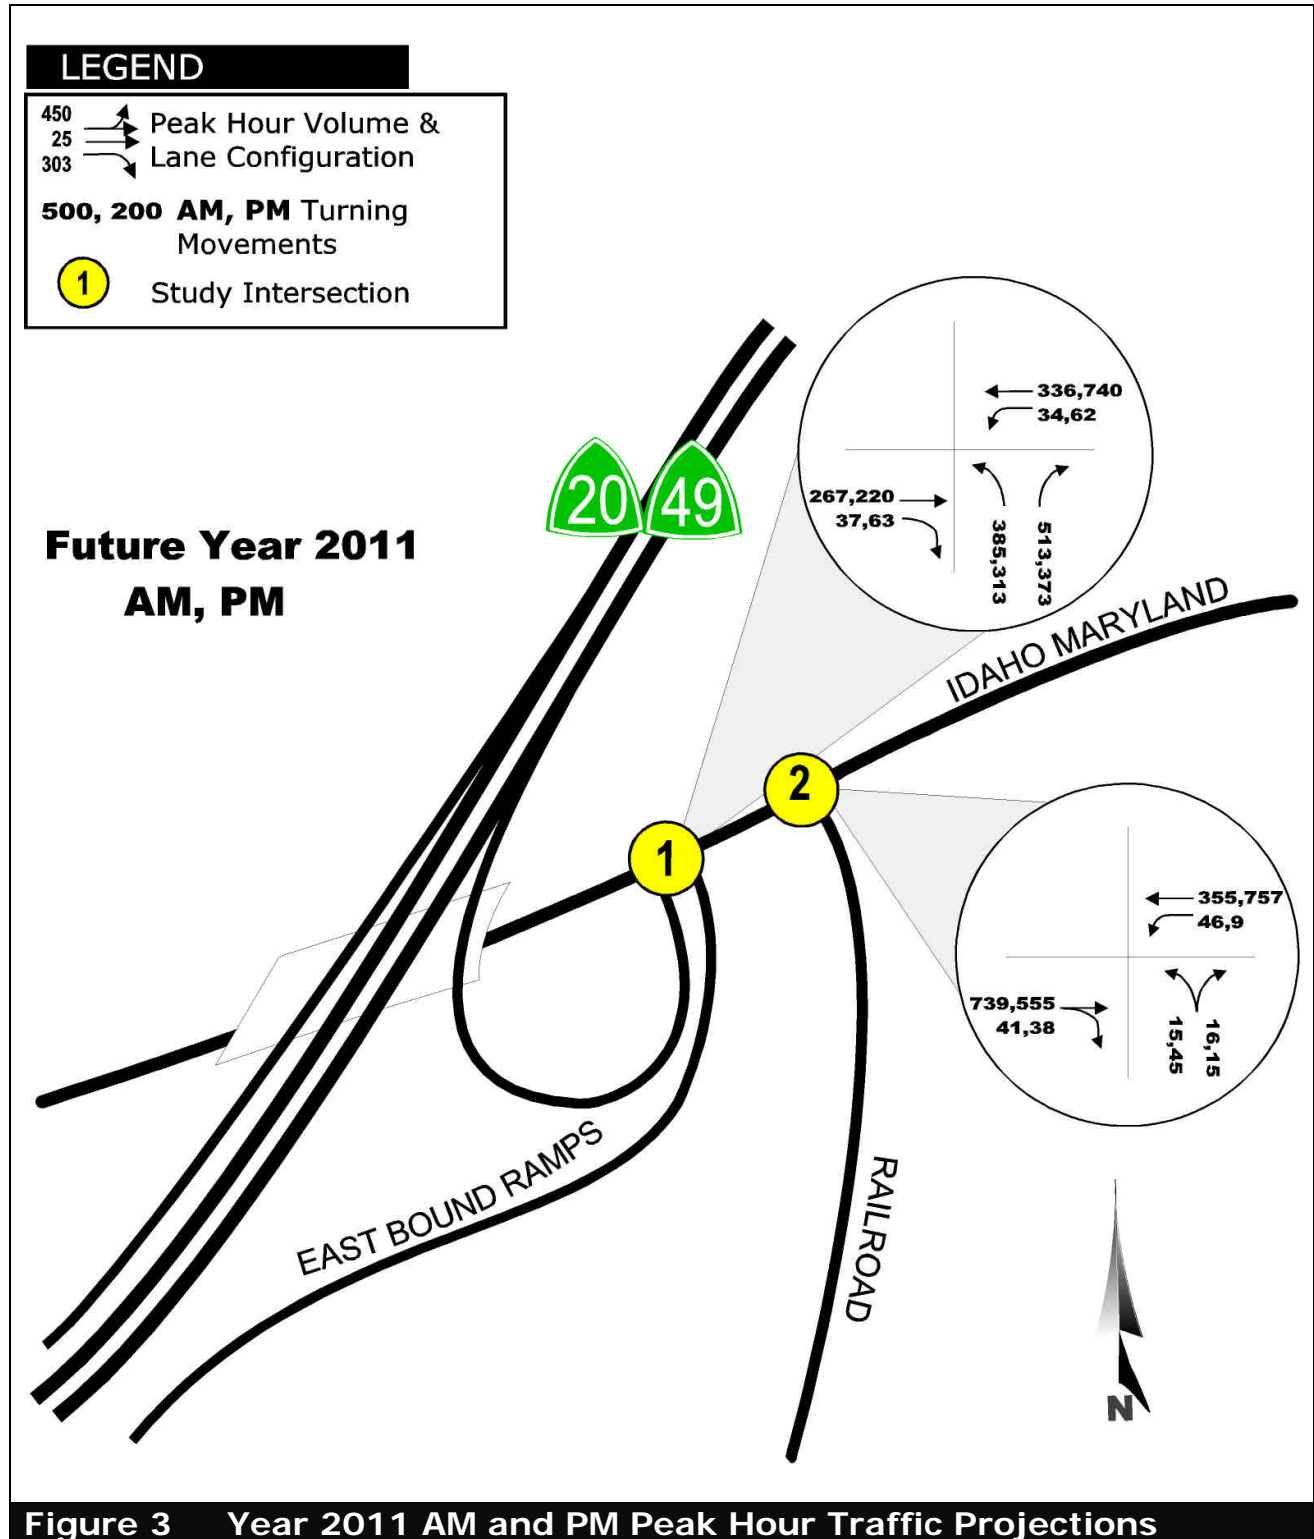 LEGEND
450
25
303
Peak Hour Volume &
Lane Configuration
500, 200 AM, PM Turning
Movements
1 Study Intersection
Future Year 2011
AM, PM
20 49
336,740
34,62
267,220
37,63
385,313
513,373
IDAHO MARYLAND
2
1
355,757
46,9
739,555
41,38
15,45
16,15
EAST BOUND RAMPS
RAILROAD
N
Figure 3 Year 2011 AM and PM Peak Hour Traffic Projections